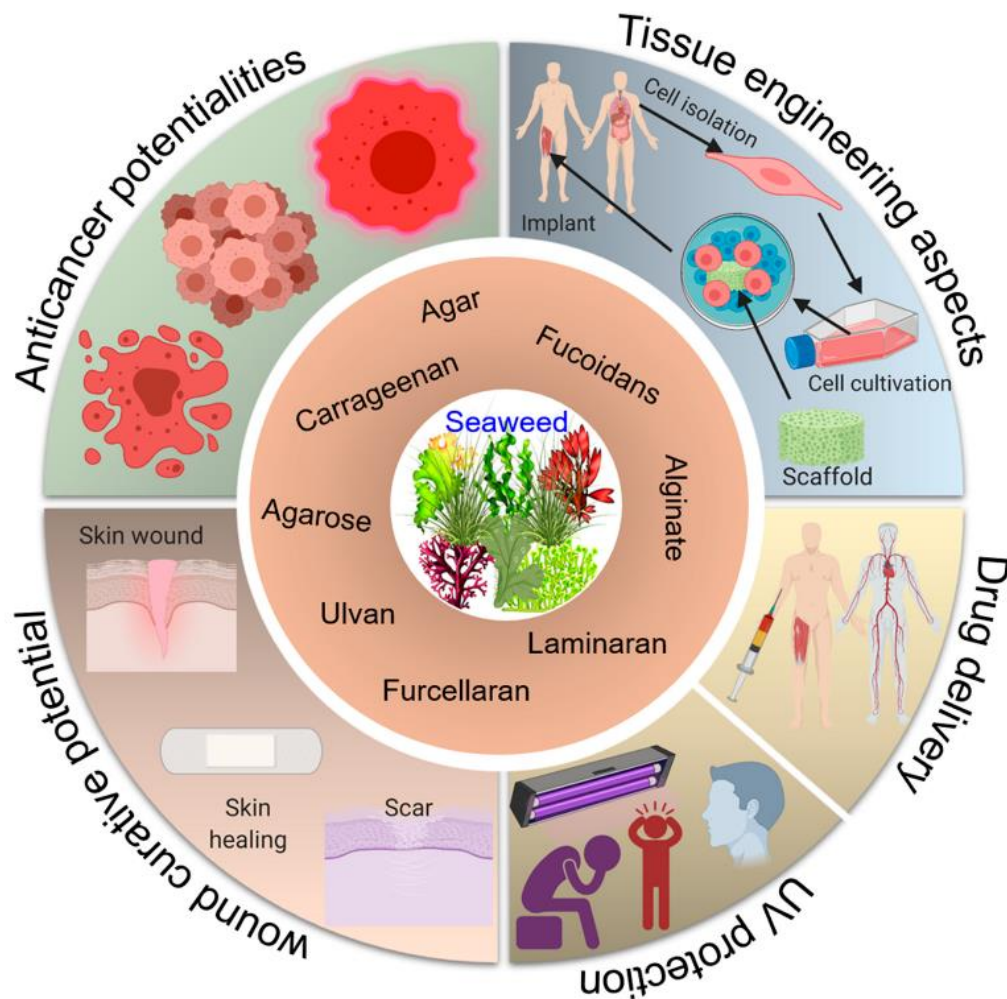 Anticancer potentialities
Tissue engineering aspects
Cell isolation
Implant
Cell cultivation
Scaffold
Agar
Fucoidans
Carrageenan
Seaweed
Agarose
Alginate
Ulvan
Laminaran
Furcellaran
Skin wound
Skin
healing
Scar
wound curative potential
Drug delivery
UV protection